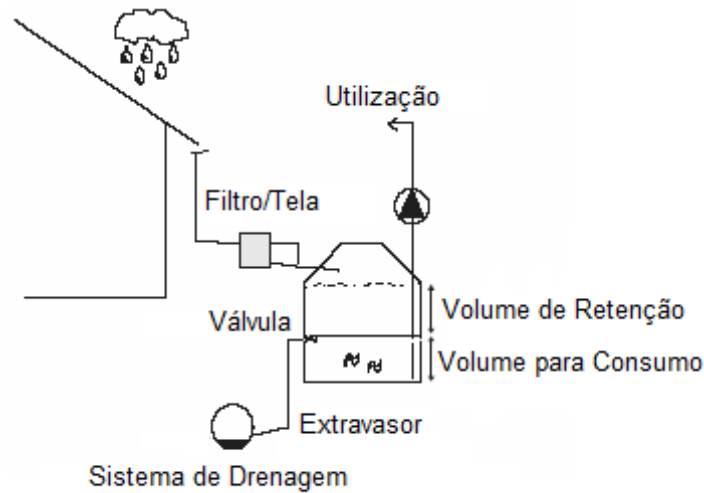 Utilização
Filtro/Tela
Volume de Retenção
Válvula
Volume para Consumo
Extravasor
Sistema de Drenagem